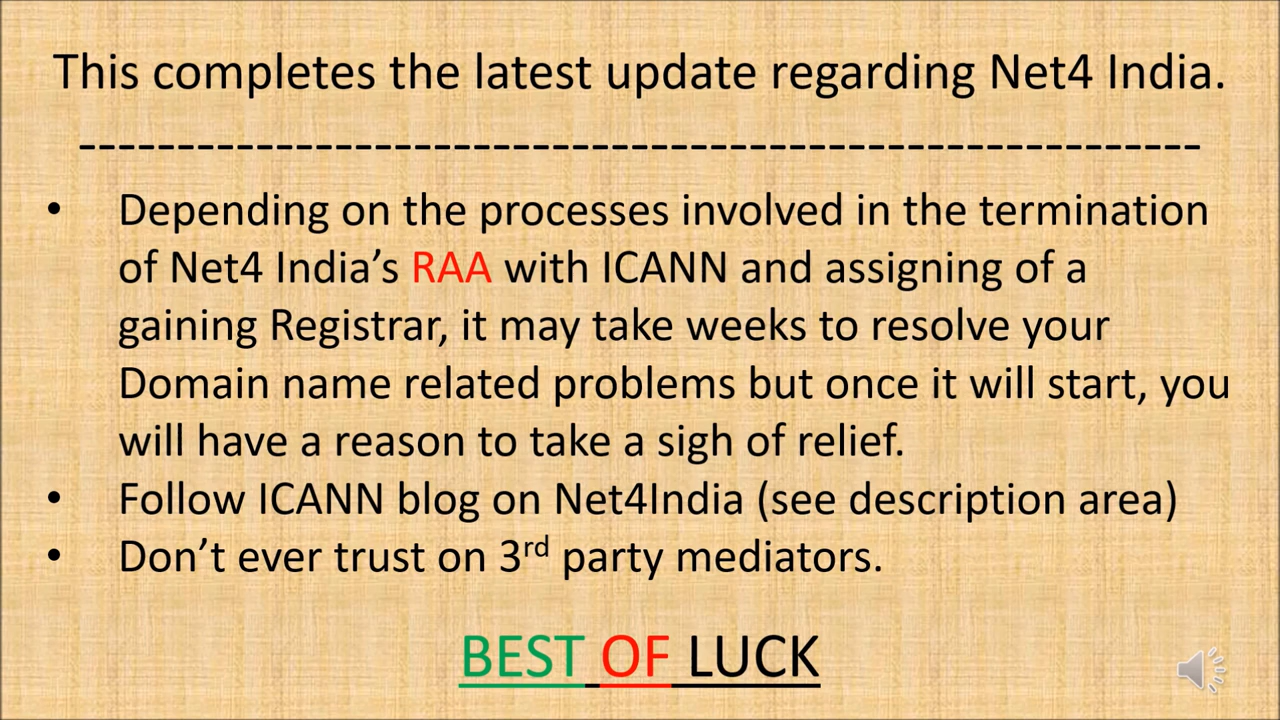 This completes the latest update regarding Net4 India.
---------------------------------------------------------
• Depending on the processes involved in the termination
of Net4 India’s RAA with ICANN and assigning of a
gaining Registrar, it may take weeks to resolve your
Domain name related problems but once it will start, you
will have a reason to take a sigh of relief.
• Follow ICANN blog on Net4India (see description area)
• Don’t ever trust on 3rd party mediators.
BEST OF LUCK